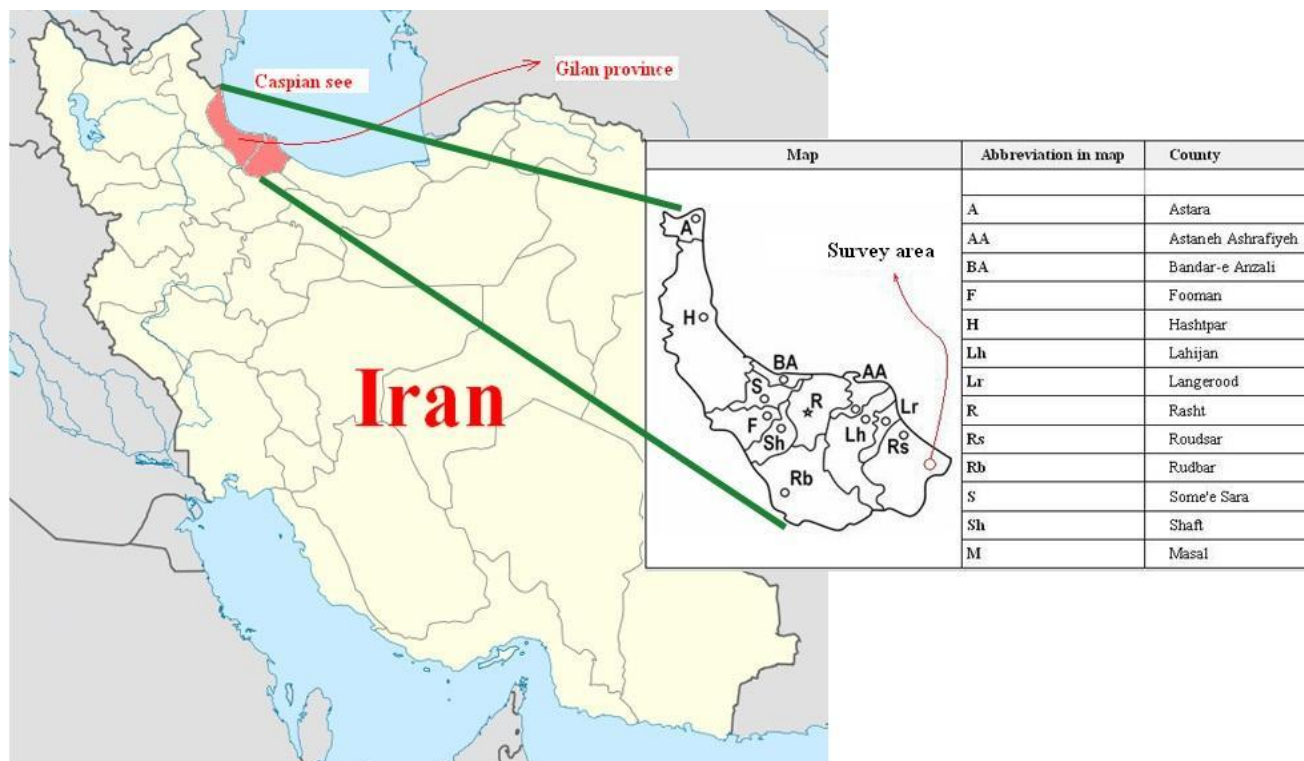 Caspian see
Gilan province
Iran
Map
Abbreviation in map
County
Survey area
A
H
BA
S
F
Sh
R
AA
Lr
Lh
Rs
Rb
A Astara
AA Astaneh Ashrafiyeh
BA Bandar-e Anzali
F Fooman
H Hashtpar
Lh Lahijan
Lr Langerood
R Rasht
Rs Roudsar
Rb Rudbar
S Some'e Sara
Sh Shaft
M Masal